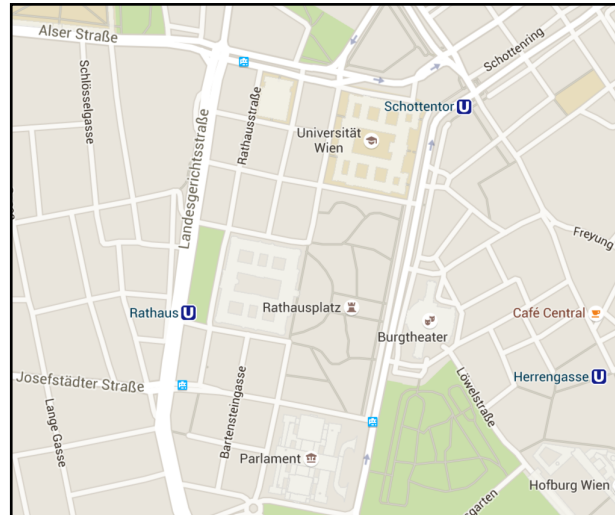 Alser Straße
Schottenring
Schlösselgasse
Rathausstraße
Schottentor U
Universität
Wien
Landesgerichtsstraße
Freyung
Rathaus U
Rathausplatz
Café Central
Burgtheater
Josefstädter Straße
Herrengasse U
Löwelstraße
Bartensteingasse
Lange Gasse
Parlament
Hofburg Wien